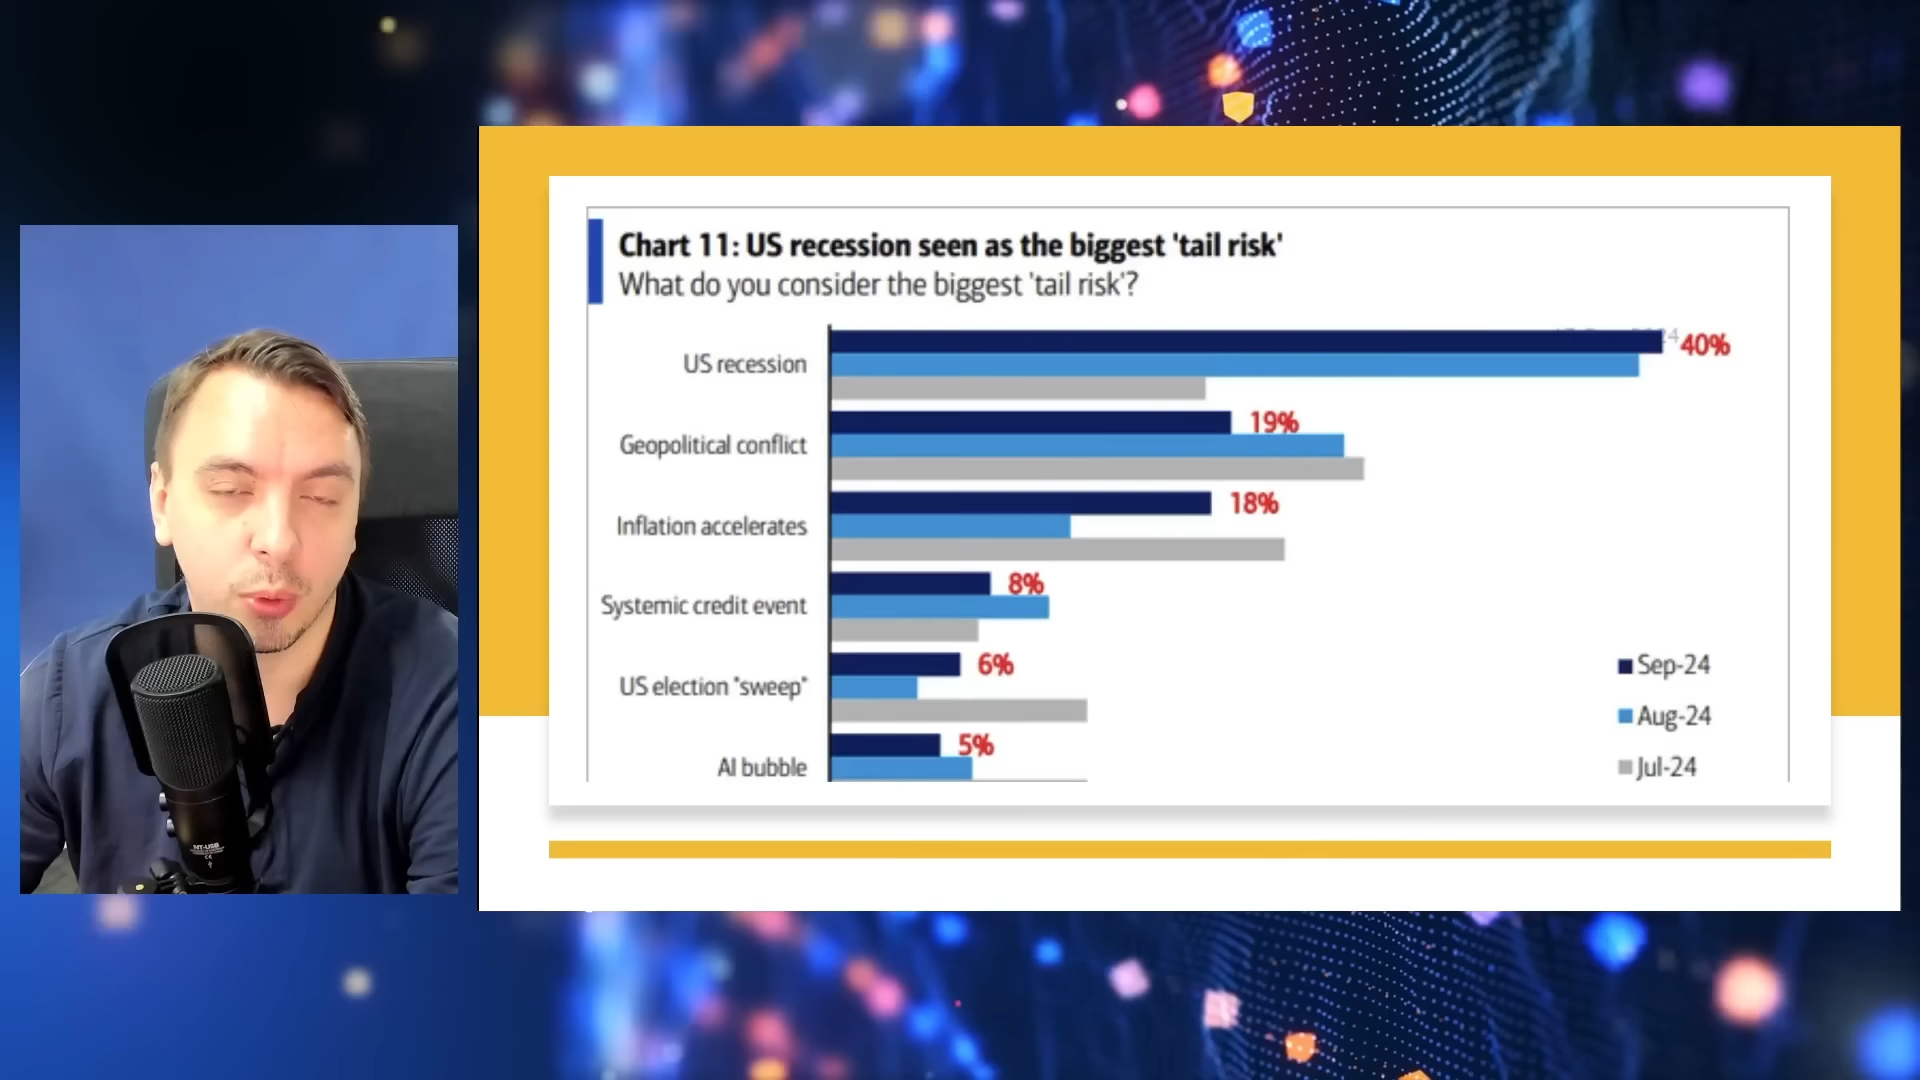 Chart 11: US recession seen as the biggest 'tail risk'
What do you consider the biggest 'tail risk'?
US recession
40%
Geopolitical conflict
19%
Inflation accelerates
18%
Systemic credit event
8%
US election "sweep"
6%
AI bubble
5%
Sep-24
Aug-24
Jul-24
NT-USB